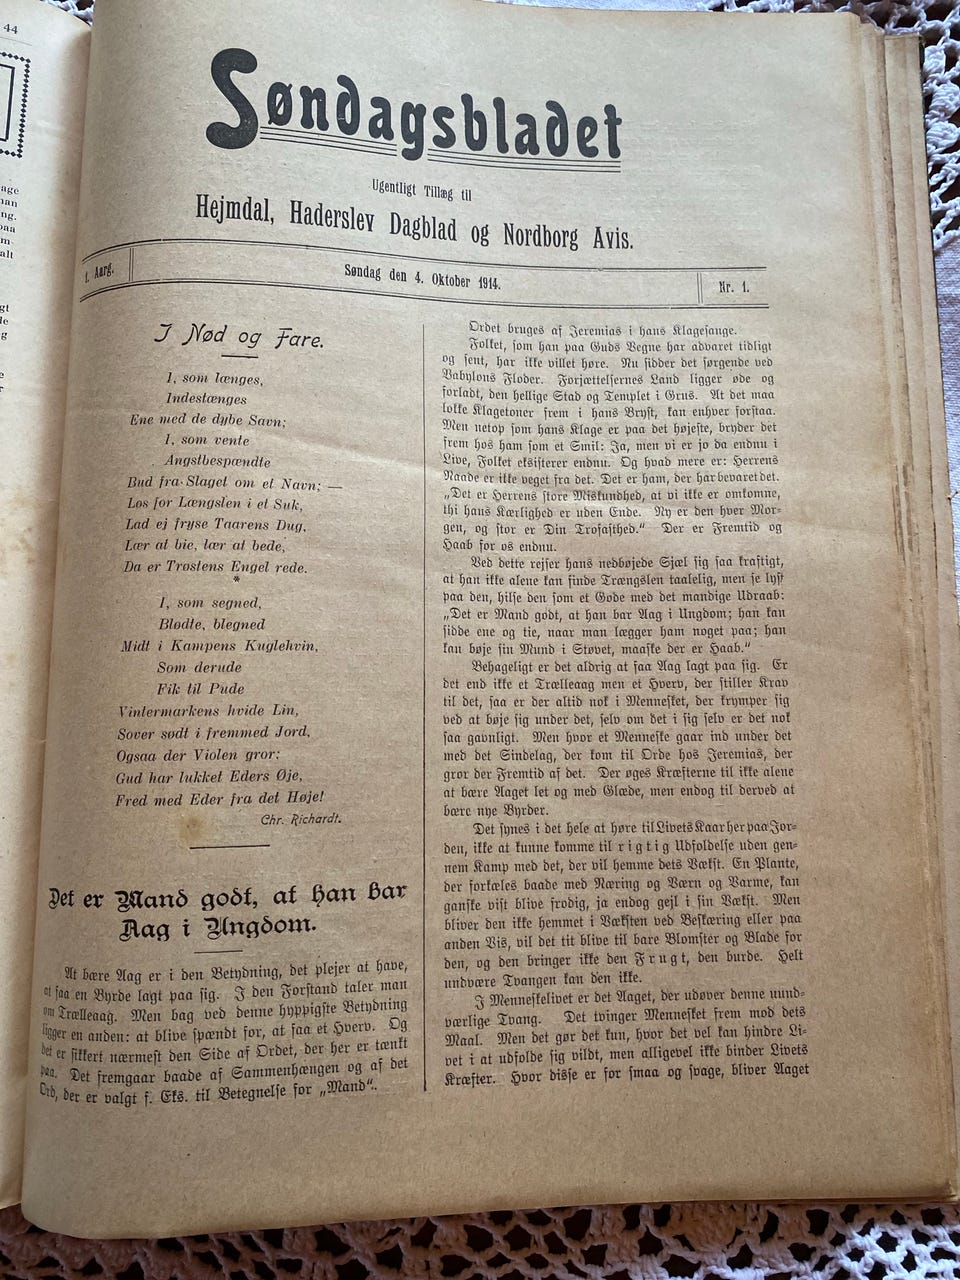 44
age
nan
ng.
paa
m-
alt
gt
le
g
e
r
Søndagsbladet
Ugentligt Tillæg til
Hejmdal, Haderslev Dagblad og Nordborg Avis.
1. Aarg.
Søndag den 4. Oktober 1914.
Nr. 1.
I Nød og Fare.
I, som længes,
Indestænges
Ene med de dybe Savn;
I, som vente
Angstbespændte
Bud fra Slaget om et Navn; —
Løs for Længslen i et Suk,
Lad ej fryse Taarens Dug,
Lær at bie, lær at bede,
Da er Trøstens Engel rede.
*
I, som segned,
Blødte, blegned
Midt i Kampens Kuglehvin,
Som derude
Fik til Pude
Vintermarkens hvide Lin,
Sover sødt i fremmed Jord,
Ogsaa der Violen gror;
Gud har lukket Eders Øje,
Fred med Eder fra det Høje!
Chr. Richardt.
Det er Mand godt, at han bar
Aag i Ungdom.
At bære Aag er i den Betydning, det plejer at have,
at faa en Byrde lagt paa sig. I den Forstand taler man
om Trælleaag. Men bag ved denne hyppigste Betydning
ligger en anden: at blive spændt for, at faa et Hverv. Og
det er sikkert nærmest den Side af Ordet, der her er tænkt
paa. Det fremgaar baade af Sammenhængen og af det
Ord, der er valgt f. Eks. til Betegnelse for „Mand“.
Ordet bruges af Jeremias i hans Klagesange.
Folket, som han paa Guds Vegne har advaret tidligt
og sent, har ikke villet høre. Nu sidder det sørgende ved
Babylons Floder. Forjættelsernes Land ligger øde og
forladt, den hellige Stad og Templet i Grus. At det maa
lokke Klagetoner frem i hans Bryst, kan enhver forstaa.
Men netop som hans Klage er paa det højeste, bryder det
frem hos ham som et Smil: Ja, men vi er jo da endnu i
Live, Folket eksisterer endnu. Og hvad mere er: Herrens
Naade er ikke veget fra det. Det er ham, der har bevaret det.
„Det er Herrens store Miskundhed, at vi ikke er omkomne,
thi hans Kærlighed er uden Ende. Ny er den hver Mor-
gen, og stor er Din Trofasthed.“ Der er Fremtid og
Haab for os endnu.
Ved dette rejser hans nedbøjede Sjæl sig saa kraftigt,
at han ikke alene kan finde Trængslen taalelig, men se lyst
paa den, hilse den som et Gode med det mandige Udraab:
„Det er Mand godt, at han bar Aag i Ungdom; han kan
sidde ene og tie, naar man lægger ham noget paa; han
kan bøje sin Mund i Støvet, maaske der er Haab.“
Behageligt er det aldrig at faa Aag lagt paa sig. Er
det end ikke et Trælleaag men et Hverv, der stiller Krav
til det, saa er der altid nok i Mennesket, der krymper sig
ved at bøje sig under det, selv om det i sig selv er det nok
saa gavnligt. Men hvor et Menneske gaar ind under det
med det Sindelag, der kom til Orde hos Jeremias, der
gror der Fremtid af det. Der øges Kræfterne til ikke alene
at bære Aaget let og med Glæde, men endog til derved at
bære nye Byrder.
Det synes i det hele at høre til Livets Kaar her paa Jor-
den, ikke at kunne komme til rigtig Udfoldelse uden gen-
nem Kamp med det, der vil hemme dets Vækst. En Plante,
der forkæles baade med Næring og Værn og Varme, kan
ganske vist blive frodig, ja endog gejl i sin Vækst. Men
bliver den ikke hemmet i Væksten ved Beskæring eller paa
anden Vis, vil det tit blive til bare Blomster og Blade for
den, og den bringer ikke den Frugt, den burde. Helt
undvære Tvangen kan den ikke.
I Menneskelivet er det Aaget, der udøver denne uund-
værlige Tvang. Det tvinger Mennesket frem mod dets
Maal. Men det gør det kun, hvor det vel kan hindre Li-
vet i at udfolde sig vildt, men alligevel ikke binder Livets
Kræfter. Hvor disse er for smaa og svage, bliver Aaget